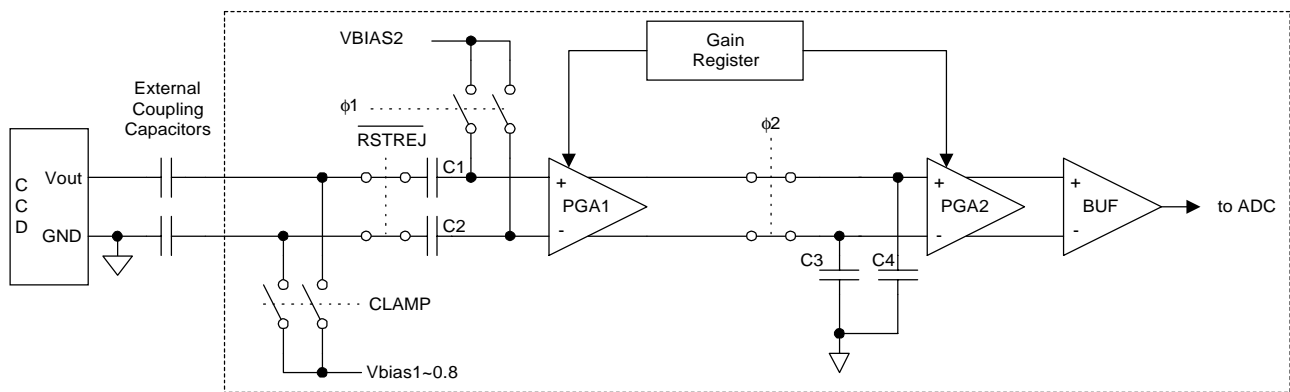 VBIAS2
Gain
Register
External
Coupling
Capacitors
ϕ1
RSTREJ
ϕ2
C C D
Vout
GND
C1
C2
+
PGA1
-
+
PGA2
-
+
BUF
-
to ADC
C3
C4
CLAMP
Vbias1~0.8